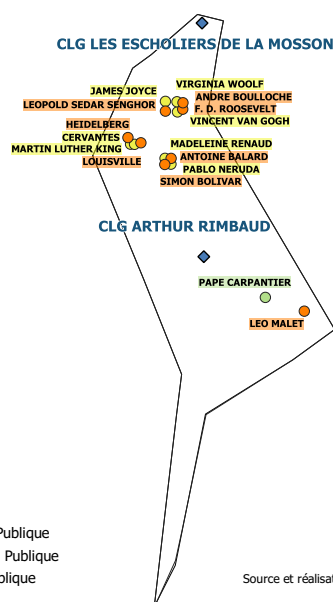 CLG LES ESCHOLIERS DE LA MOSSON
VIRGINIA WOOLF
JAMES JOYCE
ANDRE BOULLOCHE
LEOPOLD SEDAR SENGHOR
F. D. ROOSEVELT
VINCENT VAN GOGH
HEIDELBERG
CERVANTES
MADELEINE RENAUD
MARTIN LUTHER KING
ANTOINE BALARD
LOUISVILLE
PABLO NERUDA
SIMON BOLIVAR
CLG ARTHUR RIMBAUD
PAPE CARPANTIER
LEO MALET
Publique
Publique
Source et réalisat